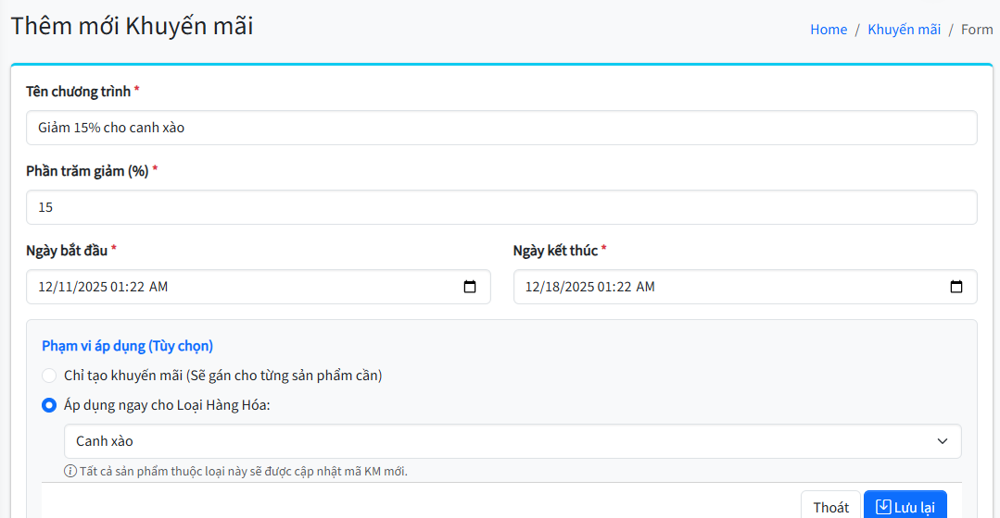 Thêm mới Khuyến mãi
Home / Khuyến mãi / Form
Tên chương trình *
Giảm 15% cho canh xào
Phần trăm giảm (%) *
15
Ngày bắt đầu *
Ngày kết thúc *
12/11/2025 01:22 AM
12/18/2025 01:22 AM
Phạm vi áp dụng (Tùy chọn)
Chỉ tạo khuyến mãi (Sẽ gán cho từng sản phẩm cần)
Áp dụng ngay cho Loại Hàng Hóa:
Canh xào
Tất cả sản phẩm thuộc loại này sẽ được cập nhật mã KM mới.
Thoát
Lưu lại